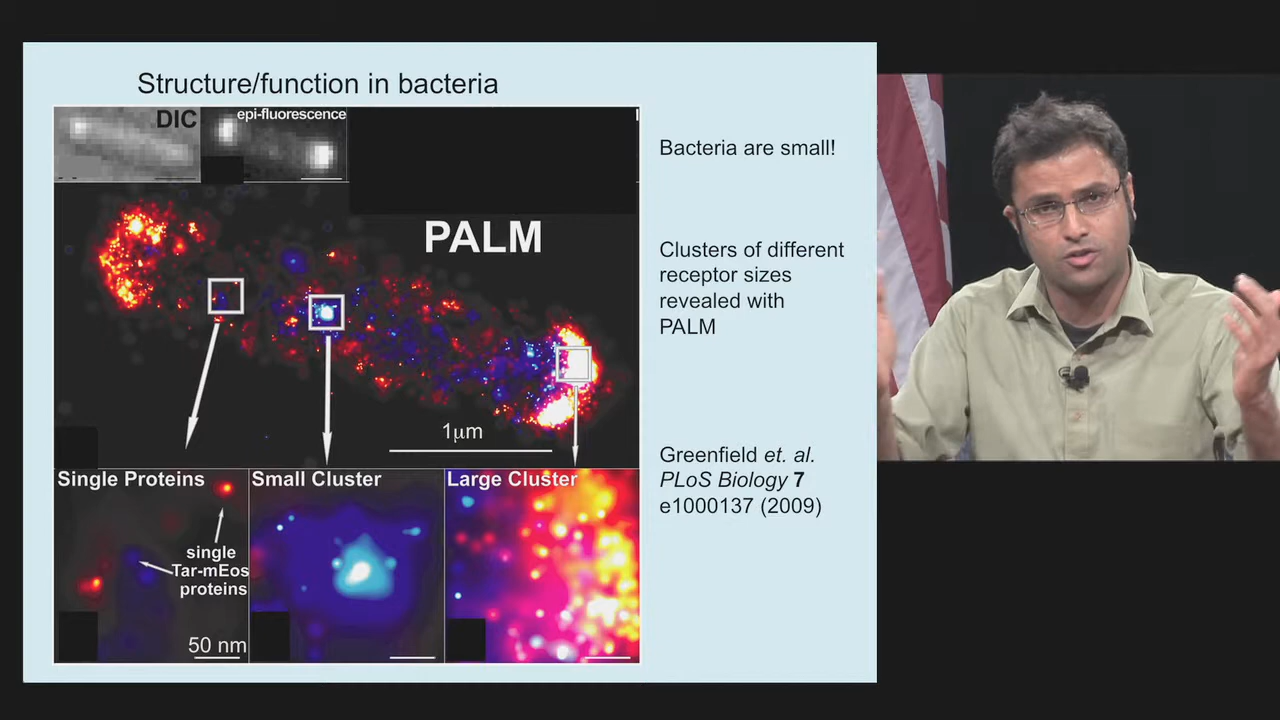 Structure/function in bacteria
DIC
epi-fluorescence
PALM
1μm
Single Proteins
single
Tar-mEos
proteins
50 nm
Small Cluster
Large Cluster
Bacteria are small!
Clusters of different
receptor sizes
revealed with
PALM
Greenfield et. al.
PLoS Biology 7
e1000137 (2009)